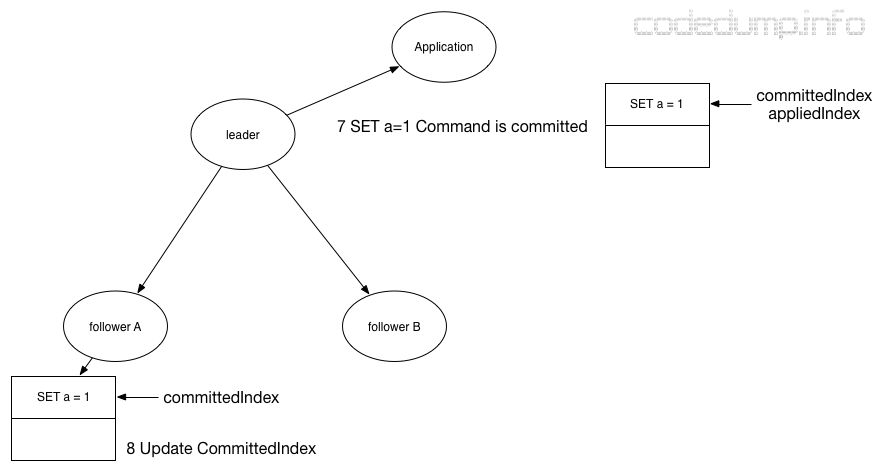 codedump.info
Application
SET a = 1
committedIndex
appliedIndex
7 SET a=1 Command is committed
leader
follower A
follower B
SET a = 1
committedIndex
8 Update CommittedIndex